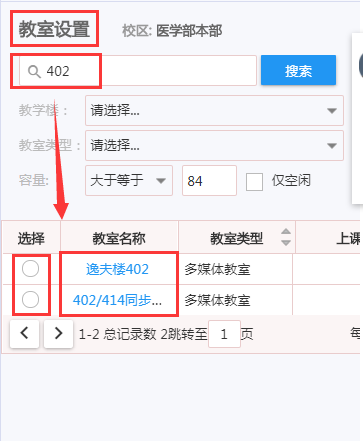 教室设置 校区: 医学部本部
402 搜索
教学楼: 请选择...
教室类型: 请选择...
容量: 大于等于 84 仅空闲
选择 教室名称 教室类型 上课
逸夫楼402 多媒体教室
402/414同步... 多媒体教室
1-2 总记录数 2跳转至 1 页 每